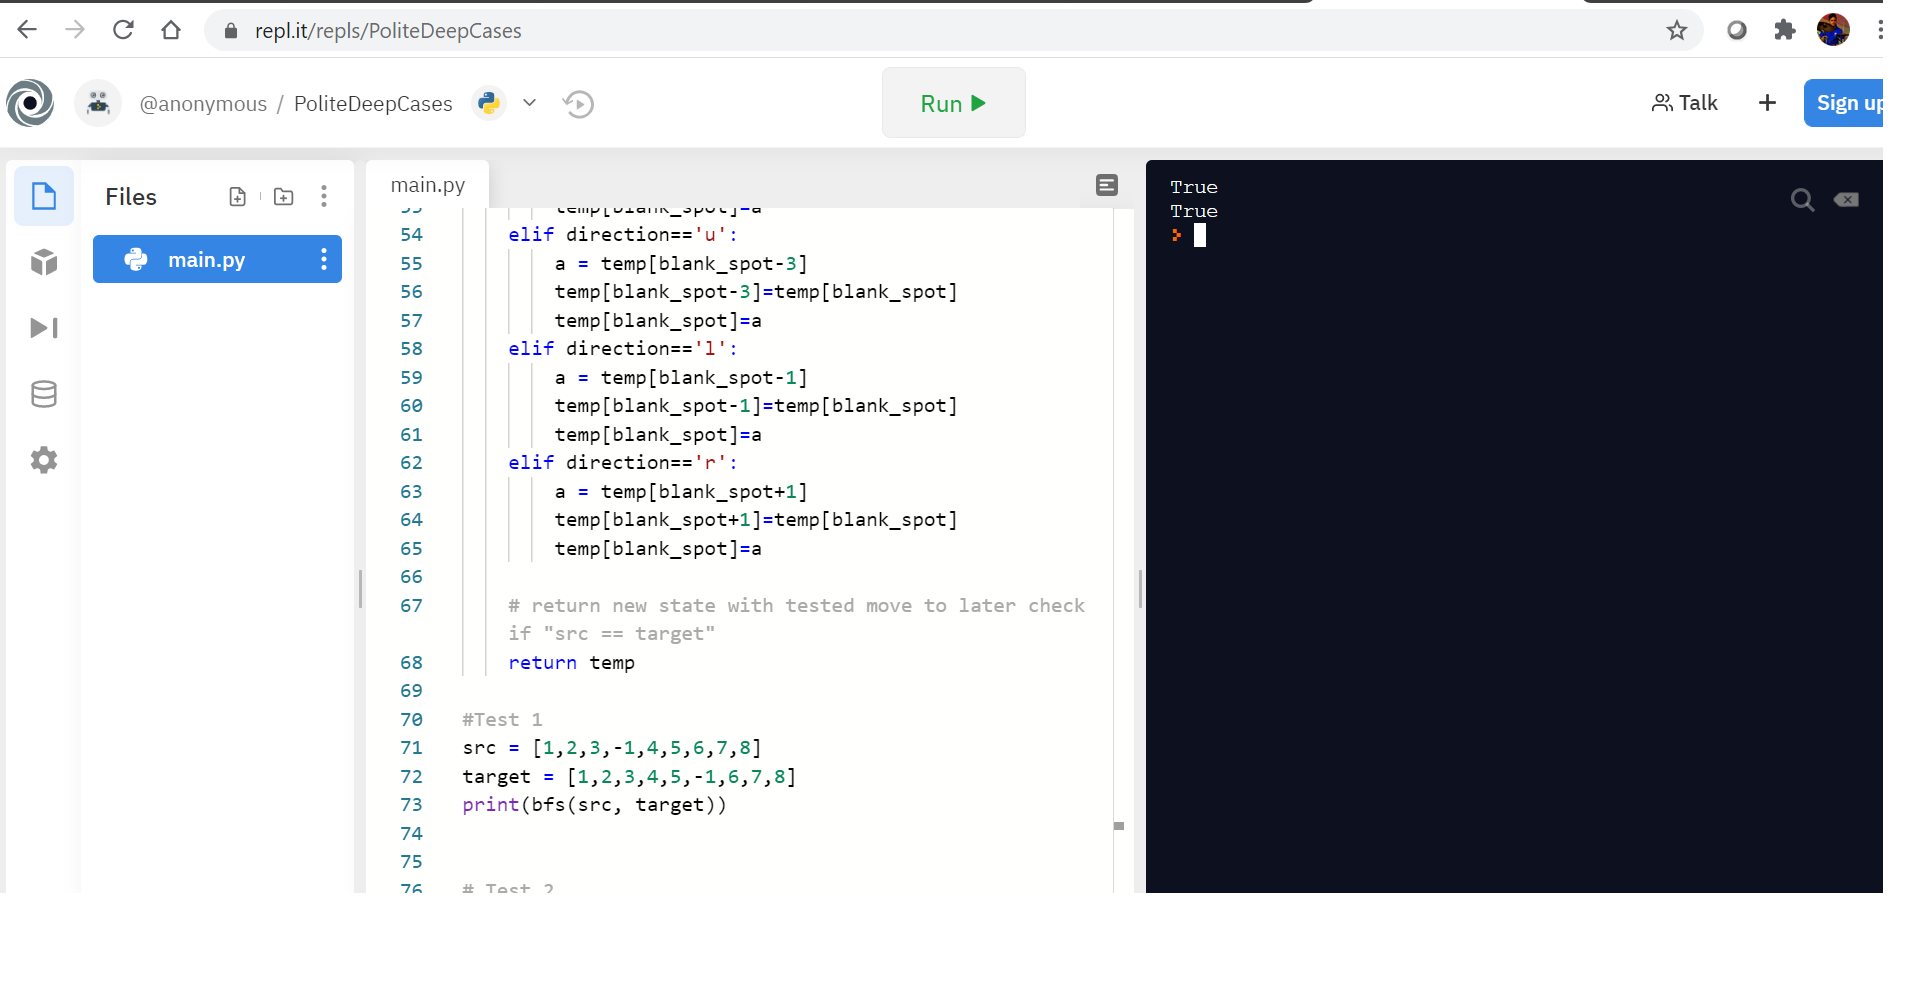 repl.it/repls/PoliteDeepCases
@anonymous / PoliteDeepCases
Run
Talk
+
Sign up
Files
main.py
main.py
temp[blank_spot]=a
54 elif direction=='u':
55 a = temp[blank_spot-3]
56 temp[blank_spot-3]=temp[blank_spot]
57 temp[blank_spot]=a
58 elif direction=='l':
59 a = temp[blank_spot-1]
60 temp[blank_spot-1]=temp[blank_spot]
61 temp[blank_spot]=a
62 elif direction=='r':
63 a = temp[blank_spot+1]
64 temp[blank_spot+1]=temp[blank_spot]
65 temp[blank_spot]=a
66
67 # return new state with tested move to later check
if "src == target"
68 return temp
69
70 #Test 1
71 src = [1,2,3,-1,4,5,6,7,8]
72 target = [1,2,3,4,5,-1,6,7,8]
73 print(bfs(src, target))
74
75
76 # Test 2
True
True